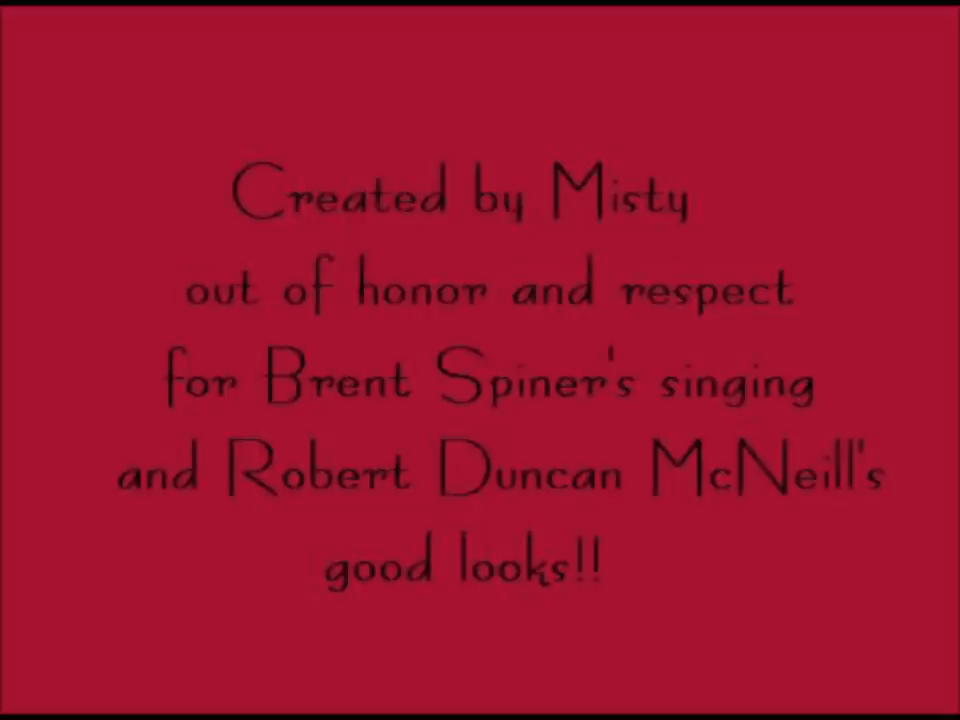 Created by Misty
out of honor and respect
for Brent Spiner's singing
and Robert Duncan McNeill's
good looks!!